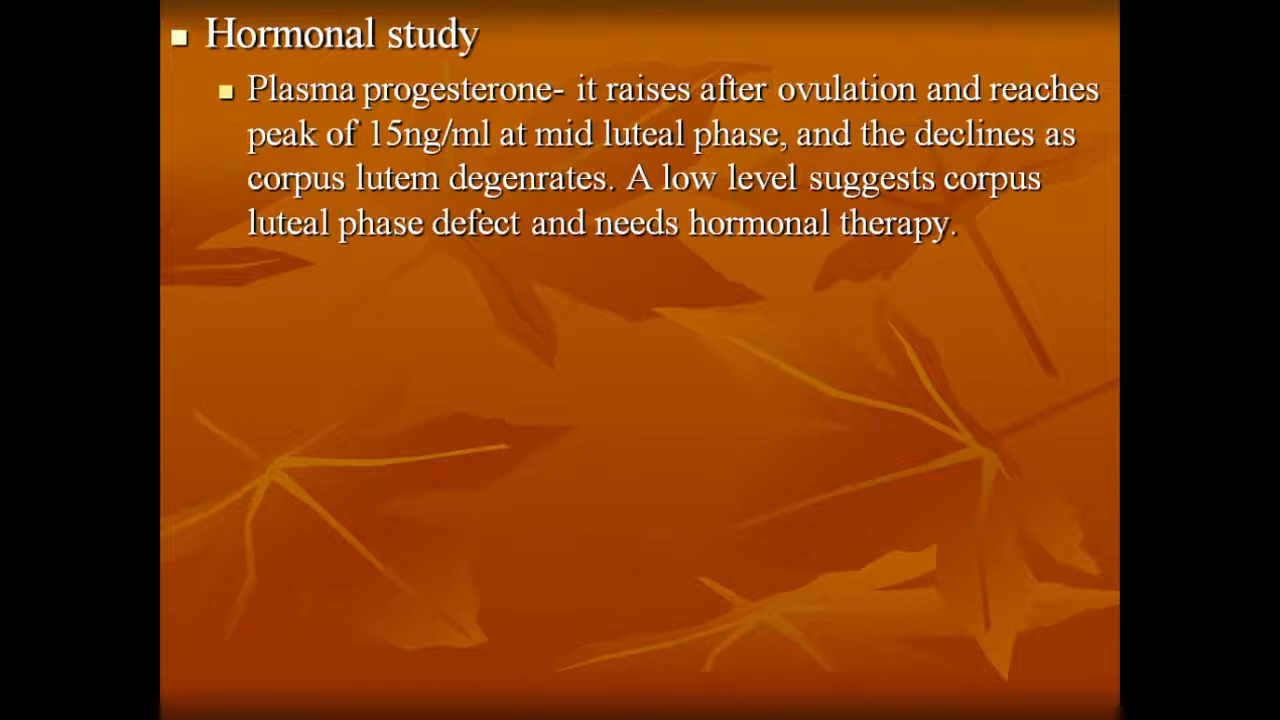 Hormonal study
Plasma progesterone- it raises after ovulation and reaches
peak of 15ng/ml at mid luteal phase, and the declines as
corpus lutem degenrates. A low level suggests corpus
luteal phase defect and needs hormonal therapy.